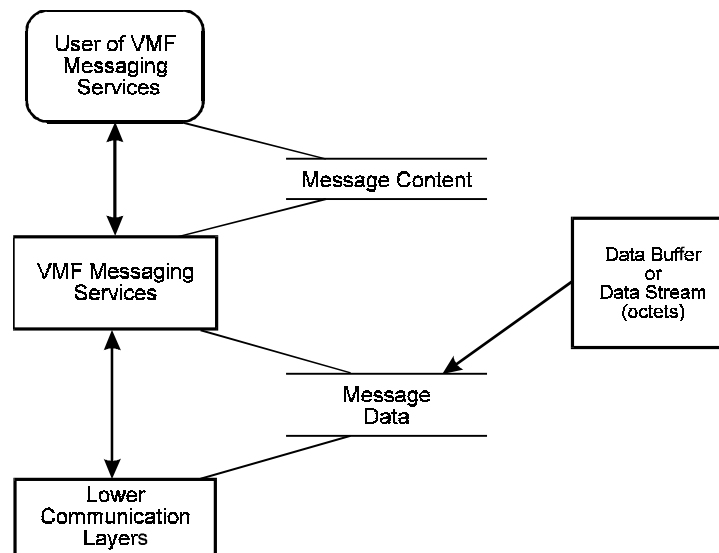 User of VMF
Messaging
Services
Message Content
VMF Messaging
Services
Data Buffer
or
Data Stream
(octets)
Message
Data
Lower
Communication
Layers